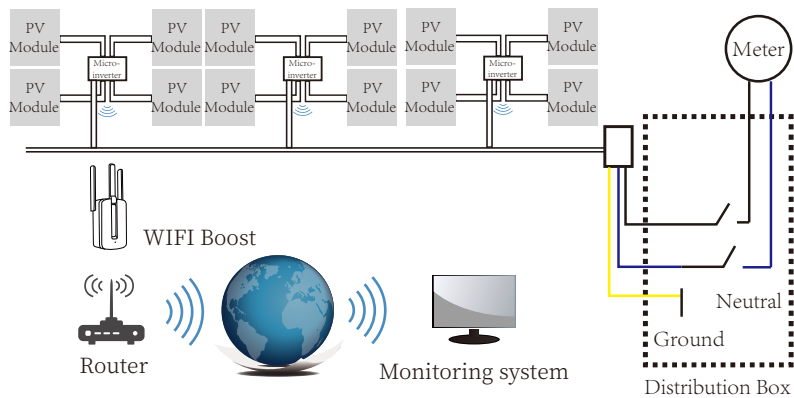 PV
Module
PV
Module
PV
Module
PV
Module
PV
Module
PV
Module
Micro-
inverter
Micro-
inverter
Micro-
inverter
PV
Module
PV
Module
PV
Module
PV
Module
PV
Module
PV
Module
Meter
WIFI Boost
Router
Monitoring system
Neutral
Ground
Distribution Box